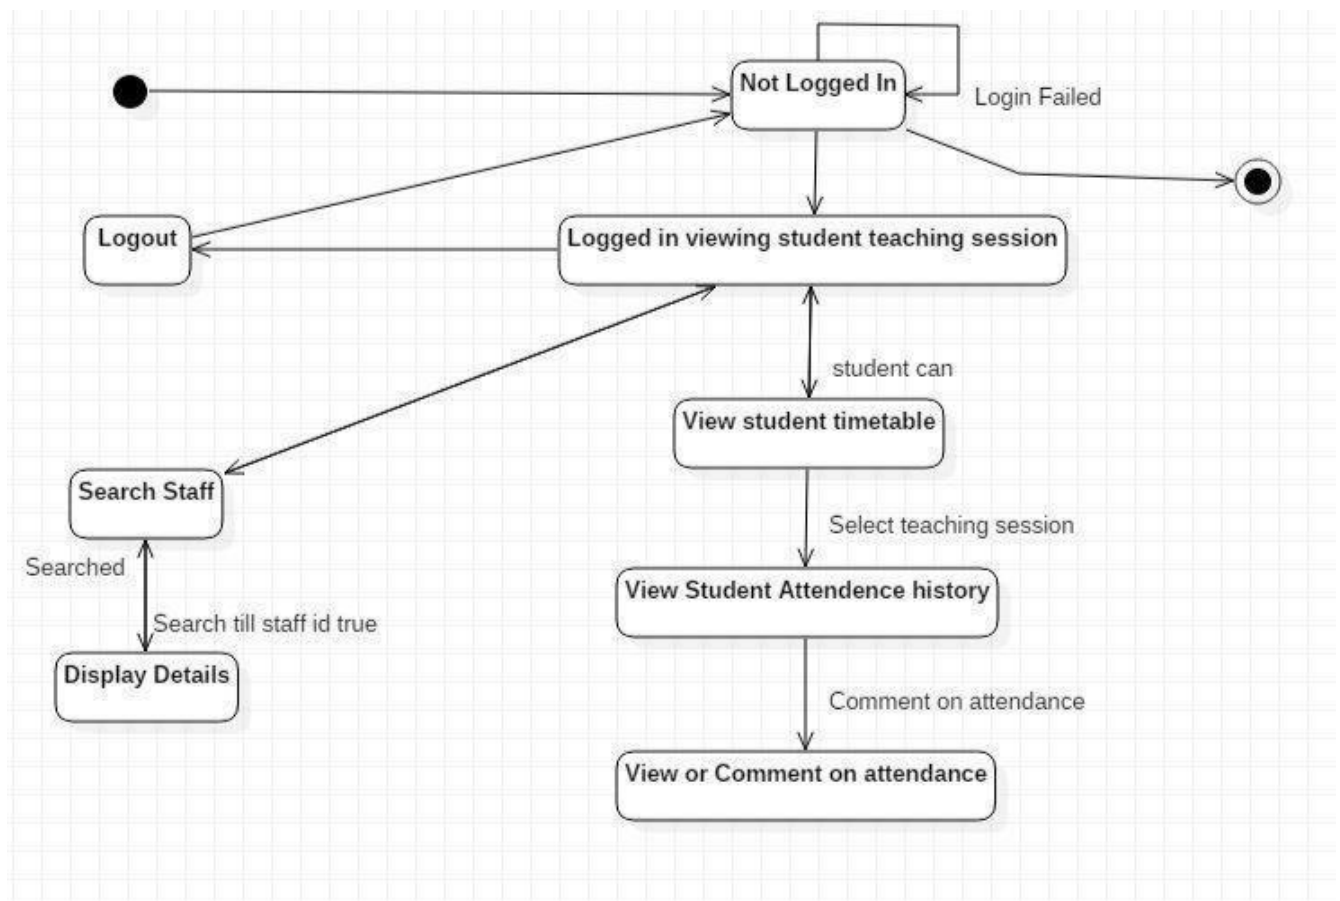 Not Logged In
Login Failed
Logout
Logged in viewing student teaching session
student can
View student timetable
Search Staff
Select teaching session
Searched
View Student Attendence history
Search till staff id true
Display Details
Comment on attendance
View or Comment on attendance